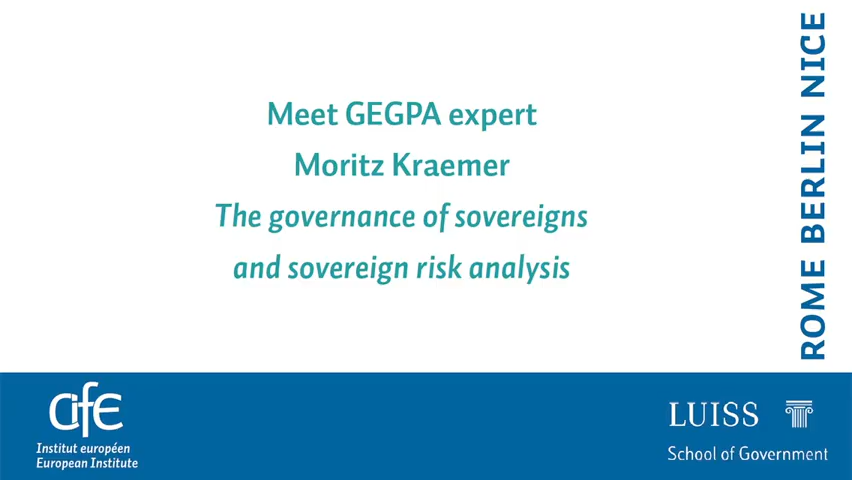 Meet GEGPA expert
Moritz Kraemer
The governance of sovereigns
and sovereign risk analysis
ROME BERLIN NICE
CIFE
Institut européen
European Institute
LUISS
School of Government